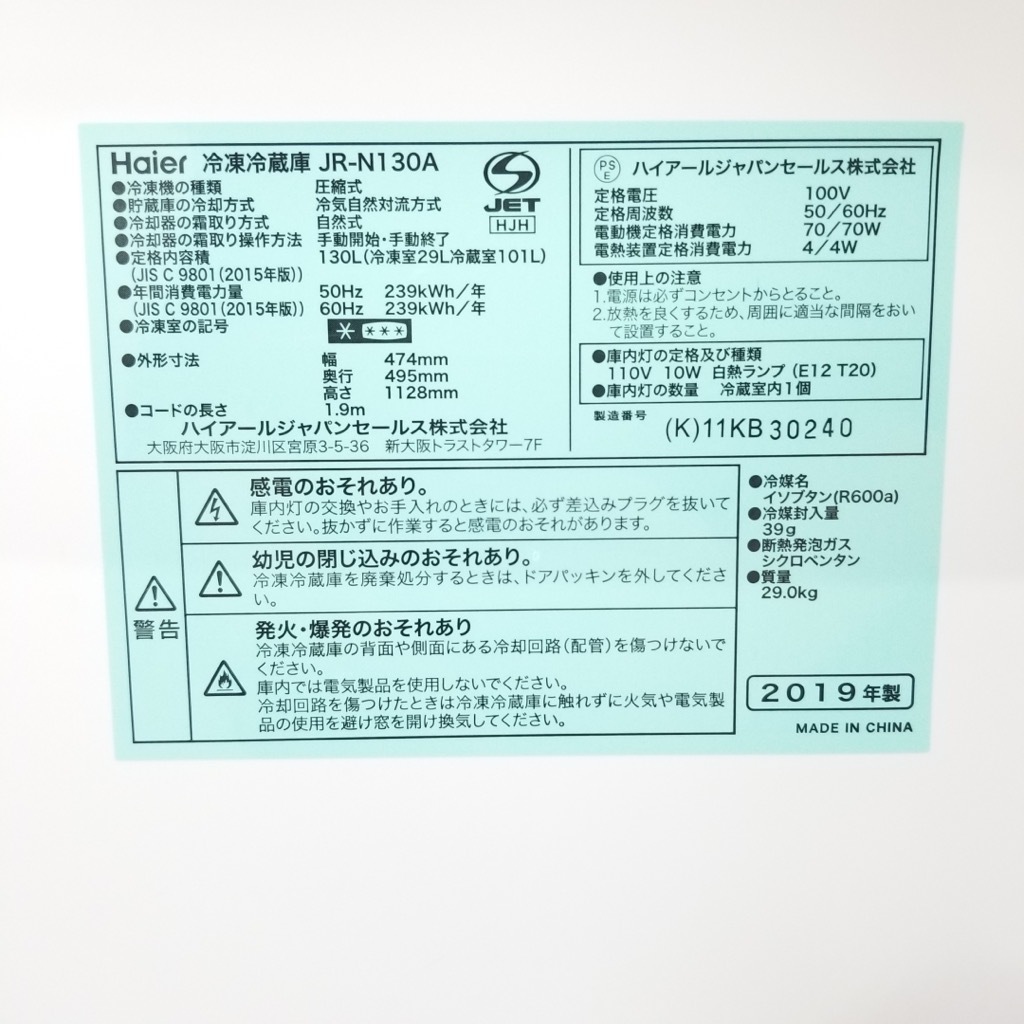 Haier 冷凍冷蔵庫 JR-N130A
●冷凍機の種類 圧縮式
●貯蔵庫の冷却方式 冷気自然対流方式
●冷却器の霜取り方式 自然式
●冷却器の霜取り操作方法 手動開始・手動終了
●定格内容積 130L(冷凍室29L冷蔵室101L)
(JIS C 9801(2015年版))
●年間消費電力量 50Hz 239kWh/年
(JIS C 9801(2015年版)) 60Hz 239kWh/年
●冷凍室の記号
●外形寸法 幅 474mm
奥行 495mm
高さ 1128mm
●コードの長さ 1.9m
ハイアールジャパンセールス株式会社
大阪府大阪市淀川区宮原3-5-36 新大阪トラストタワー7F
JET
HJH
PS
E
ハイアールジャパンセールス株式会社
定格電圧 100V
定格周波数 50/60Hz
電動機定格消費電力 70/70W
電熱装置定格消費電力 4/4W
●使用上の注意
1.電源は必ずコンセントからとること。
2.放熱を良くするため、周囲に適当な間隔をおい
て設置すること。
●庫内灯の定格及び種類
110V 10W 白熱ランプ(E12 T20)
●庫内灯の数量 冷蔵室内1個
製造番号 (K)11KB30240
警告
感電のおそれあり。
庫内灯の交換やお手入れのときには、必ず差込みプラグを抜いて
ください。抜かずに作業すると感電のおそれがあります。
幼児の閉じ込みのおそれあり。
冷凍冷蔵庫を廃棄処分するときは、ドアパッキンを外してくださ
い。
発火・爆発のおそれあり
冷凍冷蔵庫の背面や側面にある冷却回路(配管)を傷つけないで
ください。
庫内では電気製品を使用しないでください。
冷却回路を傷つけたときは冷凍冷蔵庫に触れずに火気や電気製
品の使用を避け窓を開け換気してください。
●冷媒名
イソブタン(R600a)
●冷媒封入量
39g
●断熱発泡ガス
シクロペンタン
●質量
29.0kg
2019年製
MADE IN CHINA